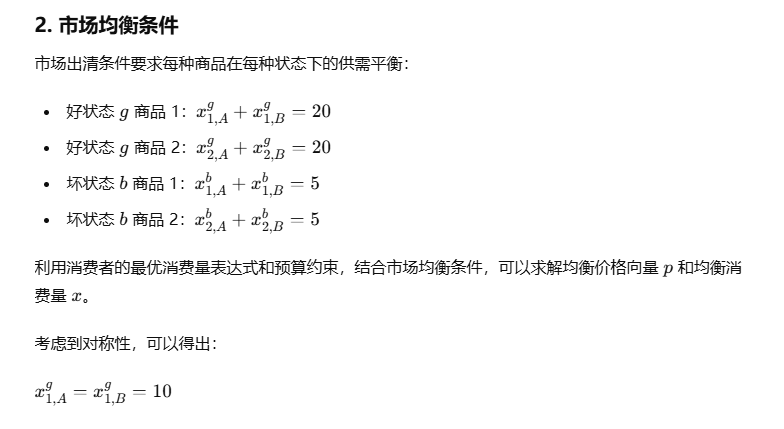 2. 市场均衡条件
市场出清条件要求每种商品在每种状态下的供需平衡：
• 好状态 g 商品 1：x_{1,A}^g + x_{1,B}^g = 20
• 好状态 g 商品 2：x_{2,A}^g + x_{2,B}^g = 20
• 坏状态 b 商品 1：x_{1,A}^b + x_{1,B}^b = 5
• 坏状态 b 商品 2：x_{2,A}^b + x_{2,B}^b = 5
利用消费者的最优消费量表达式和预算约束，结合市场均衡条件，可以求解均衡价格向量 p 和均衡消
费量 x。
考虑到对称性，可以得出：
x_{1,A}^g = x_{1,B}^g = 10